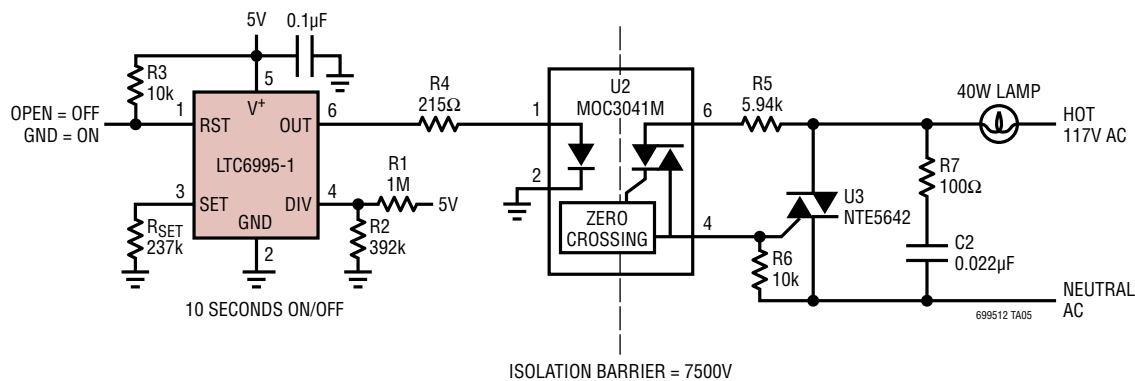 5V
0.1µF
R3
10k
OPEN = OFF
GND = ON
1
5
V+
RST
OUT
6
LTC6995-1
3
SET
DIV
4
GND
2
RSET
237k
R4
215Ω
R1
1M
5V
R2
392k
10 SECONDS ON/OFF
U2
MOC3041M
1
2
6
4
ZERO
CROSSING
R5
5.94k
40W LAMP
HOT
117V AC
R7
100Ω
U3
NTE5642
R6
10k
C2
0.022µF
NEUTRAL
AC
699512 TA05
ISOLATION BARRIER = 7500V